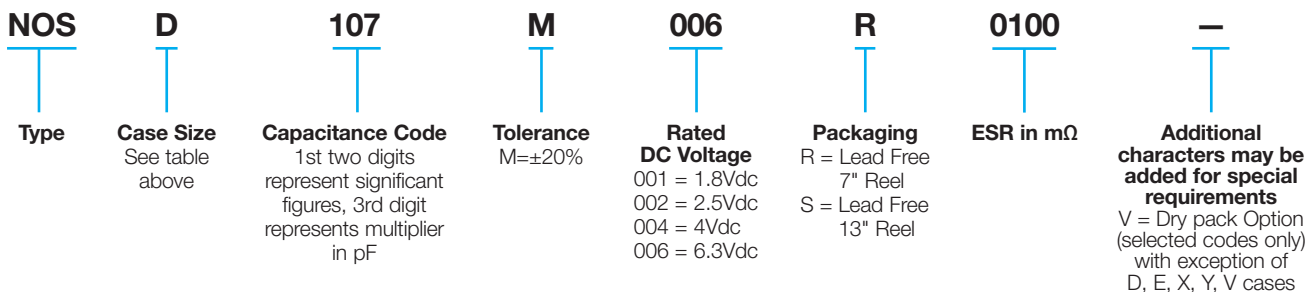 NOS D 107 M 006 R 0100 —
Type
Case Size
See table
above
Capacitance Code
1st two digits
represent significant
figures, 3rd digit
represents multiplier
in pF
Tolerance
M=±20%
Rated
DC Voltage
001 = 1.8Vdc
002 = 2.5Vdc
004 = 4Vdc
006 = 6.3Vdc
Packaging
R = Lead Free
7" Reel
S = Lead Free
13" Reel
ESR in mΩ
Additional
characters may be
added for special
requirements
V = Dry pack Option
(selected codes only)
with exception of
D, E, X, Y, V cases